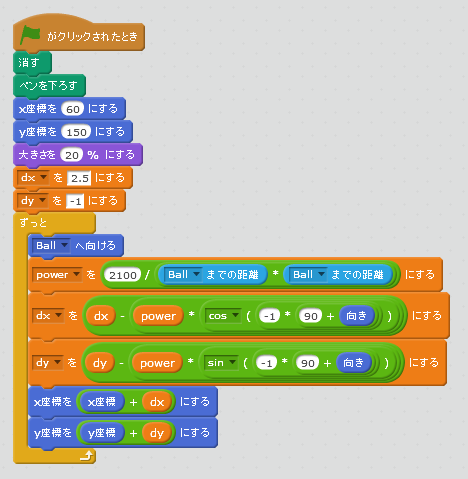 がクリックされたとき
消す
ペンを下ろす
x座標を 60 にする
y座標を 150 にする
大きさを 20 % にする
dx を 2.5 にする
dy を -1 にする
ずっと
Ball へ向ける
power を 2100 / Ball までの距離 * Ball までの距離 にする
dx を dx - power * cos ( -1 * 90 + 向き ) にする
dy を dy - power * sin ( -1 * 90 + 向き ) にする
x座標を x座標 + dx にする
y座標を y座標 + dy にする